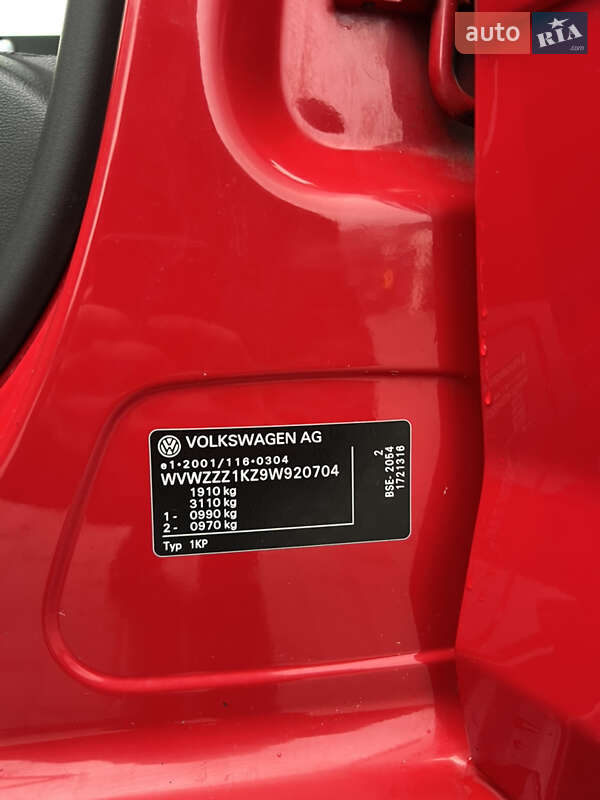 auto RIA
.com
VOLKSWAGEN AG
e1*2001/116*0304
WVWZZZ1KZ9W920704
1910 kg
3110 kg
1 - 0990 kg
2 - 0970 kg
Typ 1KP
2
BSE- 2054
1721316